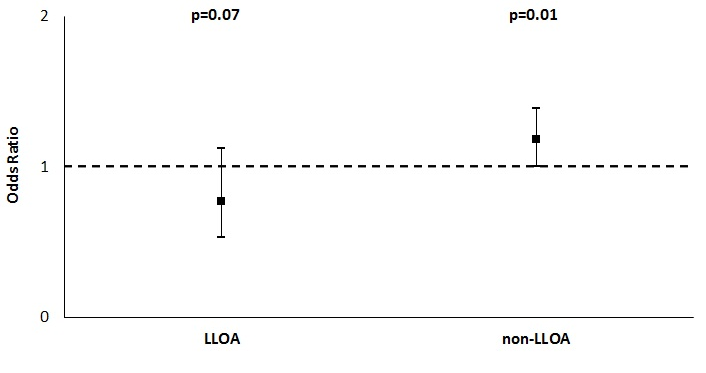 2
p=0.07
p=0.01
Odds Ratio
1
0
LLOA
non-LLOA